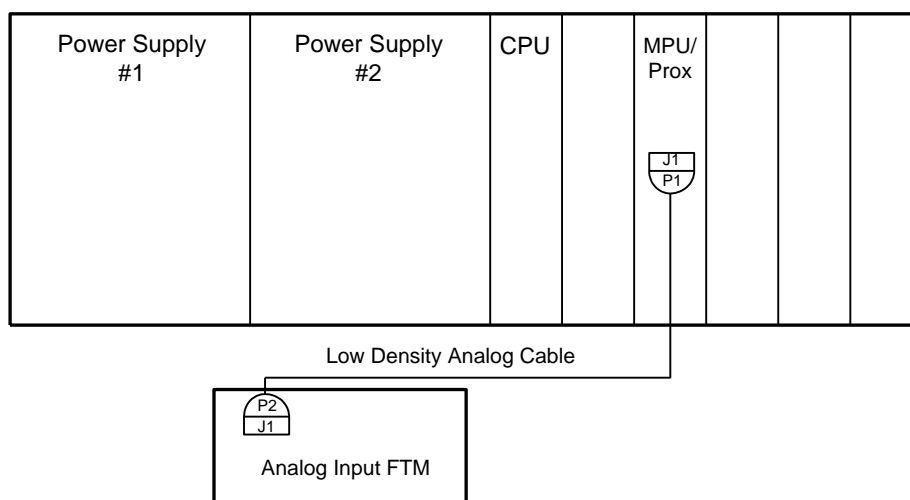 Power Supply
#1
Power Supply
#2
CPU
MPU/
Prox
J1
P1
Low Density Analog Cable
P2
J1
Analog Input FTM